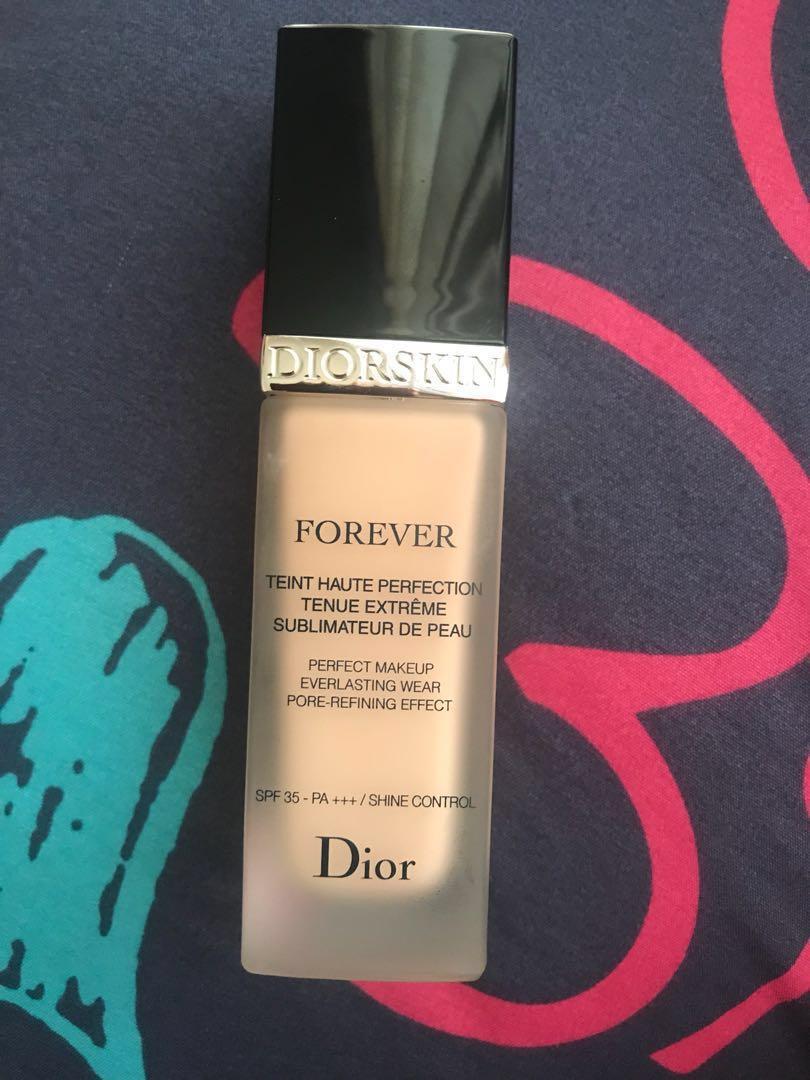 DIORSKIN
FOREVER
TEINT HAUTE PERFECTION
TENUE EXTRÊME
SUBLIMATEUR DE PEAU
PERFECT MAKEUP
EVERLASTING WEAR
PORE-REFINING EFFECT
SPF 35 - PA +++ / SHINE CONTROL
Dior